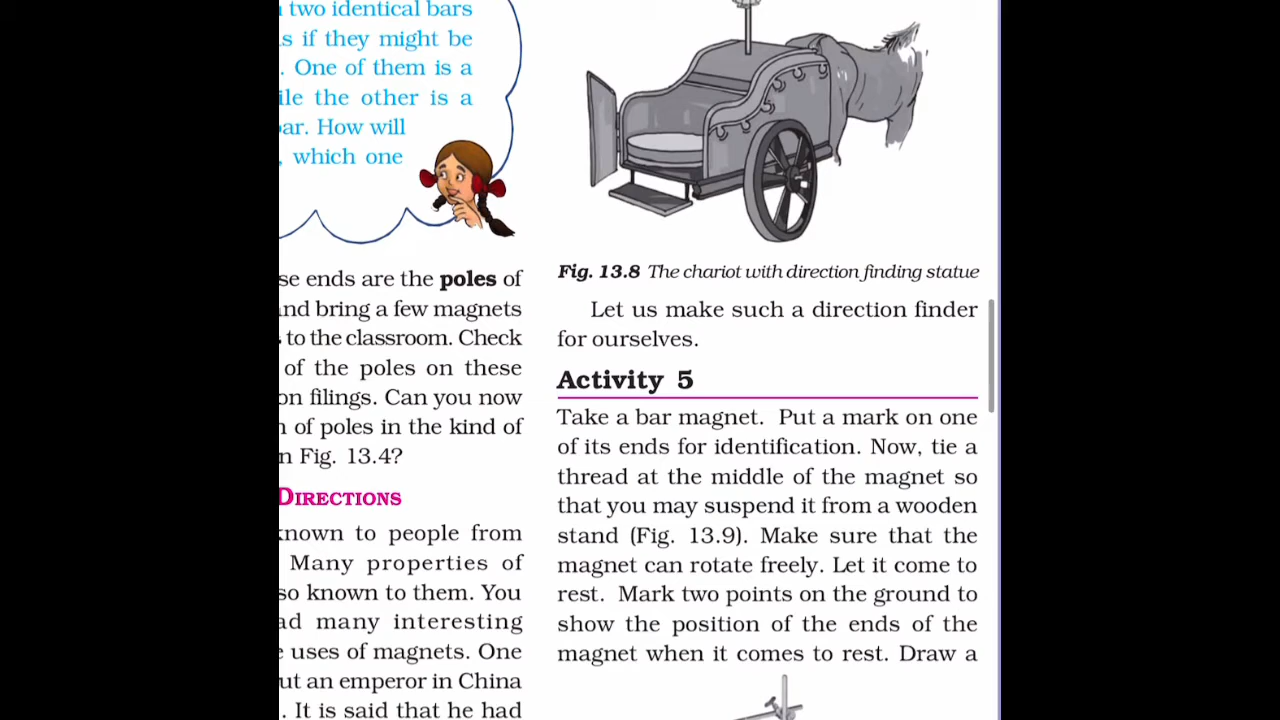 two identical bars
if they might be
. One of them is a
the other is a
. How will
, which one
ends are the poles of
bring a few magnets
to the classroom. Check
of the poles on these
filings. Can you now
of poles in the kind of
Fig. 13.4?
DIRECTIONS
known to people from
Many properties of
so known to them. You
many interesting
uses of magnets. One
an emperor in China
. It is said that he had
Fig. 13.8 The chariot with direction finding statue
Let us make such a direction finder
for ourselves.
Activity 5
Take a bar magnet. Put a mark on one
of its ends for identification. Now, tie a
thread at the middle of the magnet so
that you may suspend it from a wooden
stand (Fig. 13.9). Make sure that the
magnet can rotate freely. Let it come to
rest. Mark two points on the ground to
show the position of the ends of the
magnet when it comes to rest. Draw a